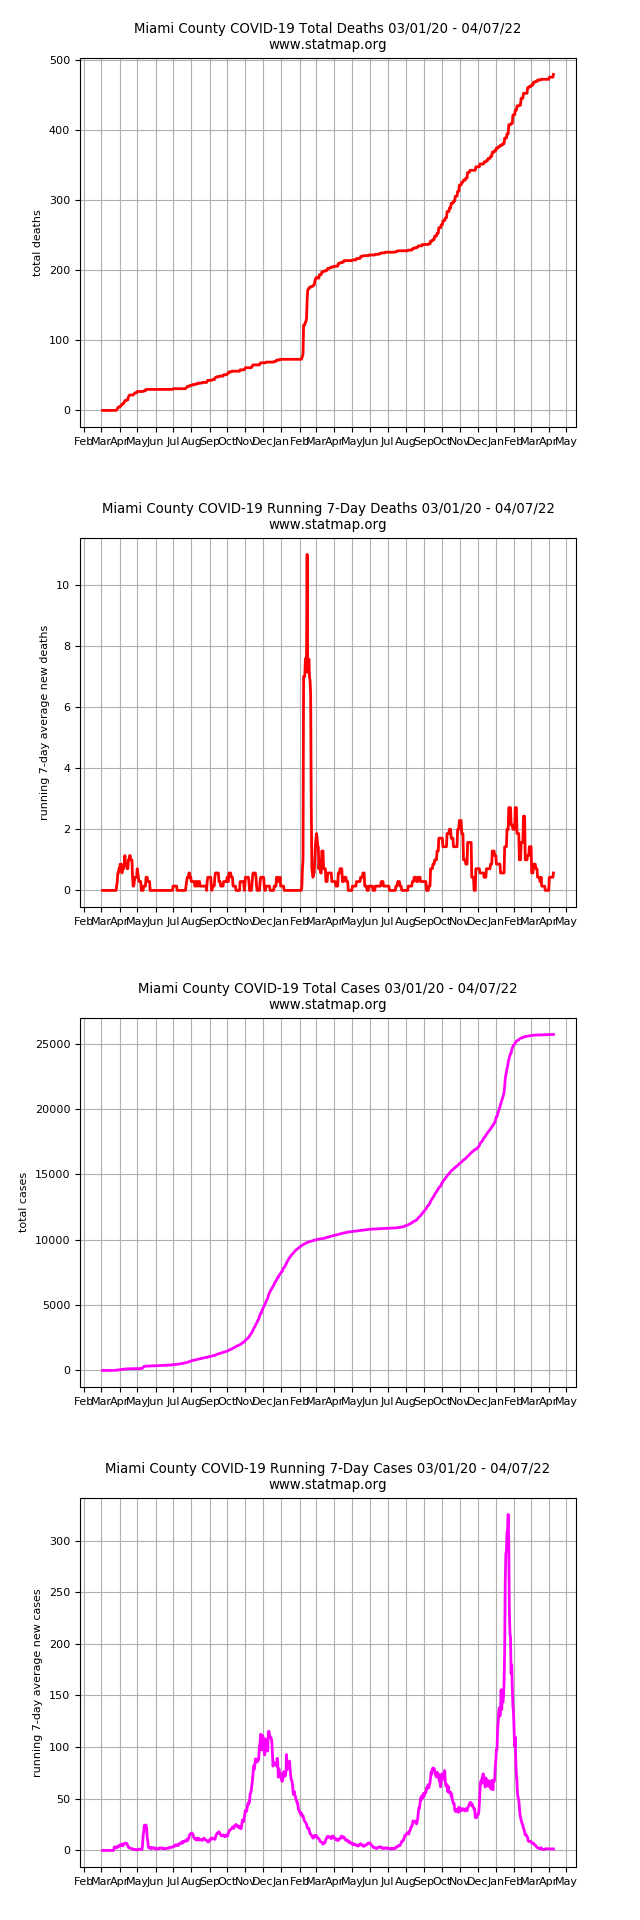 Miami County COVID-19 Total Deaths 03/01/20 - 04/07/22
www.statmap.org
500
400
300
200
100
0
total deaths
Feb Mar Apr May Jun Jul Aug Sep Oct Nov Dec Jan Feb Mar Apr May Jun Jul Aug Sep Oct Nov Dec Jan Feb Mar Apr May
Miami County COVID-19 Running 7-Day Deaths 03/01/20 - 04/07/22
www.statmap.org
10
8
6
4
2
0
running 7-day average new deaths
Feb Mar Apr May Jun Jul Aug Sep Oct Nov Dec Jan Feb Mar Apr May Jun Jul Aug Sep Oct Nov Dec Jan Feb Mar Apr May
Miami County COVID-19 Total Cases 03/01/20 - 04/07/22
www.statmap.org
25000
20000
15000
10000
5000
0
total cases
Feb Mar Apr May Jun Jul Aug Sep Oct Nov Dec Jan Feb Mar Apr May Jun Jul Aug Sep Oct Nov Dec Jan Feb Mar Apr May
Miami County COVID-19 Running 7-Day Cases 03/01/20 - 04/07/22
www.statmap.org
300
250
200
150
100
50
0
running 7-day average new cases
Feb Mar Apr May Jun Jul Aug Sep Oct Nov Dec Jan Feb Mar Apr May Jun Jul Aug Sep Oct Nov Dec Jan Feb Mar Apr May